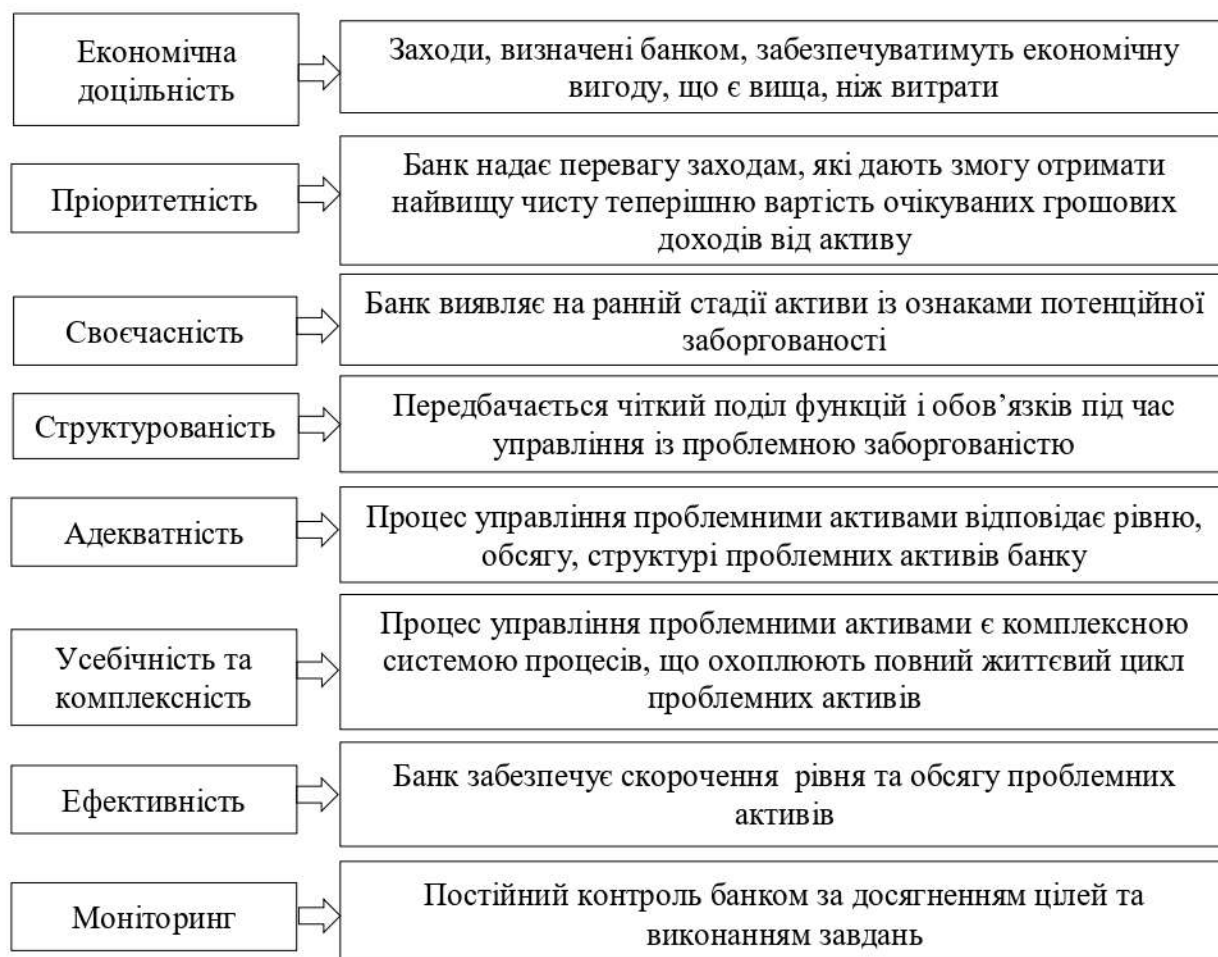 Економічна
доцільність
Заходи, визначені банком, забезпечуватимуть економічну
вигоду, що є вища, ніж витрати
Пріоритетність
Банк надає перевагу заходам, які дають змогу отримати
найвищу чисту теперішню вартість очікуваних грошових
доходів від активу
Своєчасність
Банк виявляє на ранній стадії активи із ознаками потенційної
заборгованості
Структурованість
Передбачається чіткий поділ функцій і обов’язків під час
управління із проблемною заборгованістю
Адекватність
Процес управління проблемними активами відповідає рівню,
обсягу, структурі проблемних активів банку
Усебічність та
комплексність
Процес управління проблемними активами є комплексною
системою процесів, що охоплюють повний життєвий цикл
проблемних активів
Ефективність
Банк забезпечує скорочення рівня та обсягу проблемних
активів
Моніторинг
Постійний контроль банком за досягненням цілей та
виконанням завдань